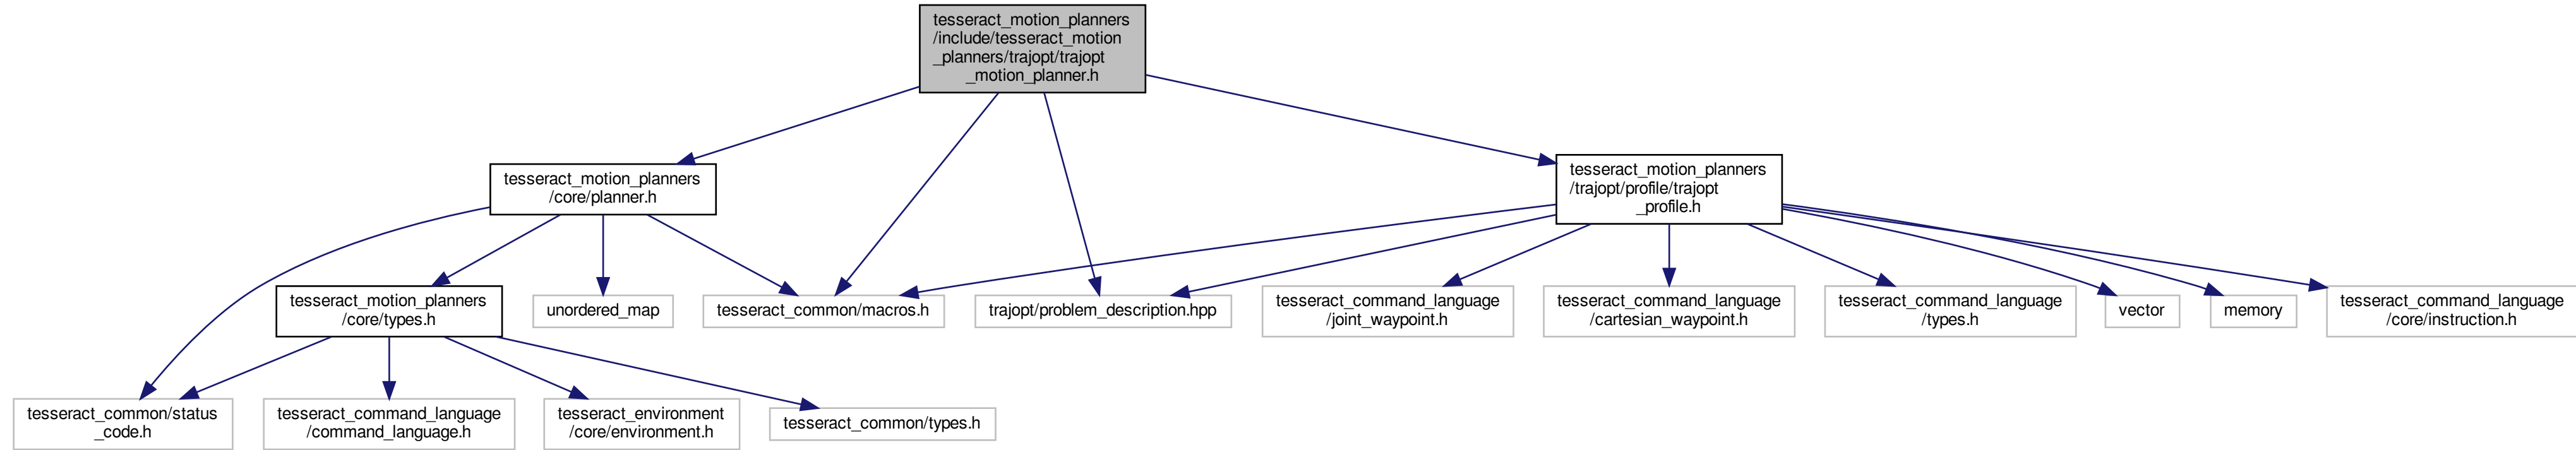 tesseract_motion_planners
/include/tesseract_motion
_planners/trajopt/trajopt
_motion_planner.h
tesseract_motion_planners
/core/planner.h
tesseract_motion_planners
/trajopt/profile/trajopt
_profile.h
tesseract_motion_planners
/core/types.h
unordered_map
tesseract_common/macros.h
trajopt/problem_description.hpp
tesseract_command_language
/joint_waypoint.h
tesseract_command_language
/cartesian_waypoint.h
tesseract_command_language
/types.h
vector
memory
tesseract_command_language
/core/instruction.h
tesseract_common/status
_code.h
tesseract_command_language
/command_language.h
tesseract_environment
/core/environment.h
tesseract_common/types.h